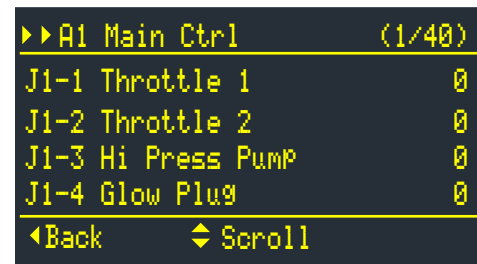 ▶▶A1 Main Ctrl (1/40)
J1-1 Throttle 1 0
J1-2 Throttle 2 0
J1-3 Hi Press Pump 0
J1-4 Glow Plug 0
◀Back ⬍ Scroll